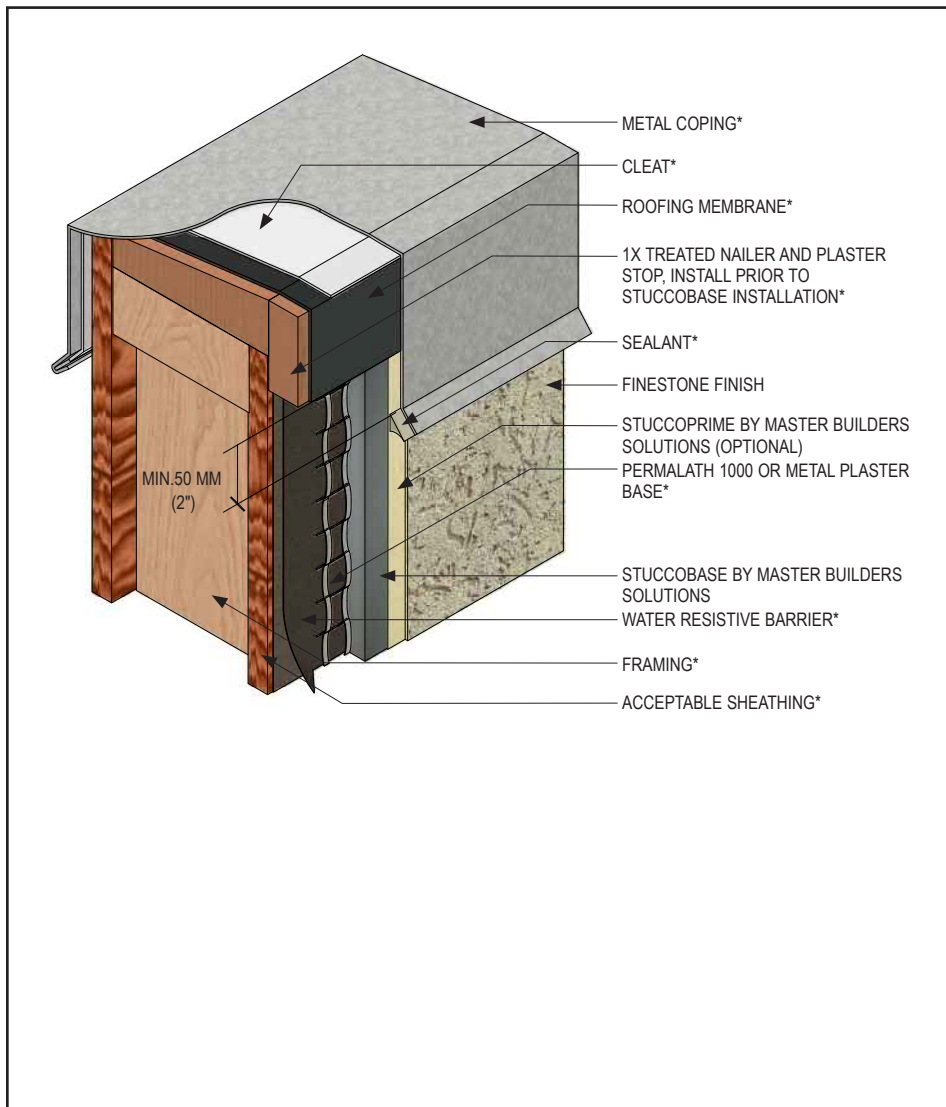 METAL COPING*
CLEAT*
ROOFING MEMBRANE*
1X TREATED NAILER AND PLASTER
STOP, INSTALL PRIOR TO
STUCCOBASE INSTALLATION*
SEALANT*
FINESTONE FINISH
STUCCOPRIME BY MASTER BUILDERS
SOLUTIONS (OPTIONAL)
PERMALATH 1000 OR METAL PLASTER
BASE*
MIN.50 MM
(2")
STUCCOBASE BY MASTER BUILDERS
SOLUTIONS
WATER RESISTIVE BARRIER*
FRAMING*
ACCEPTABLE SHEATHING*